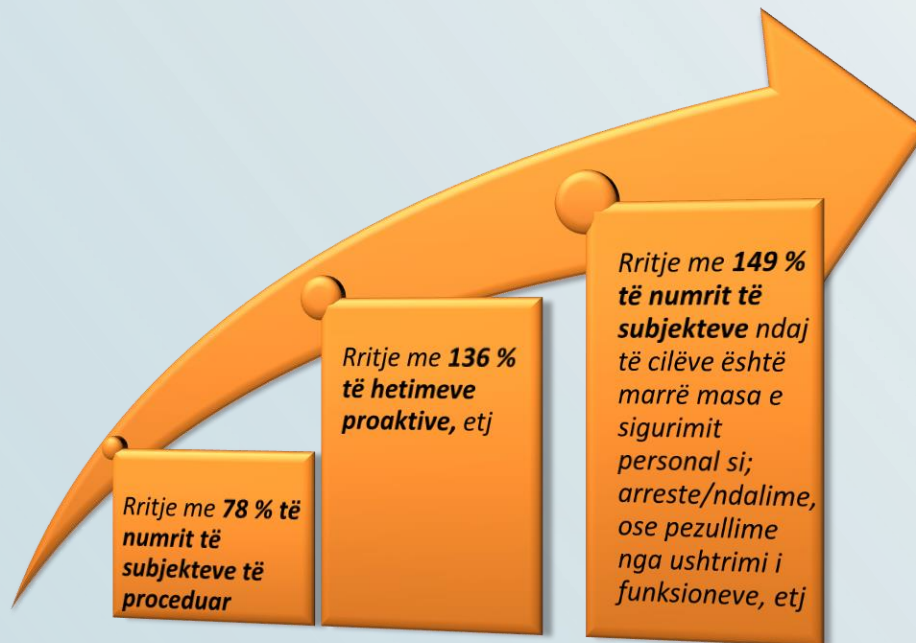 Rritje me 78 % të
numrit të
subjekteve të
proceduar
Rritje me 136 %
të hetimeve
proaktive, etj
Rritje me 149 %
të numrit të
subjekteve ndaj
të cilëve është
marrë masa e
sigurimit
personal si;
arreste/ndalime,
ose pezullime
nga ushtrimi i
funksioneve, etj